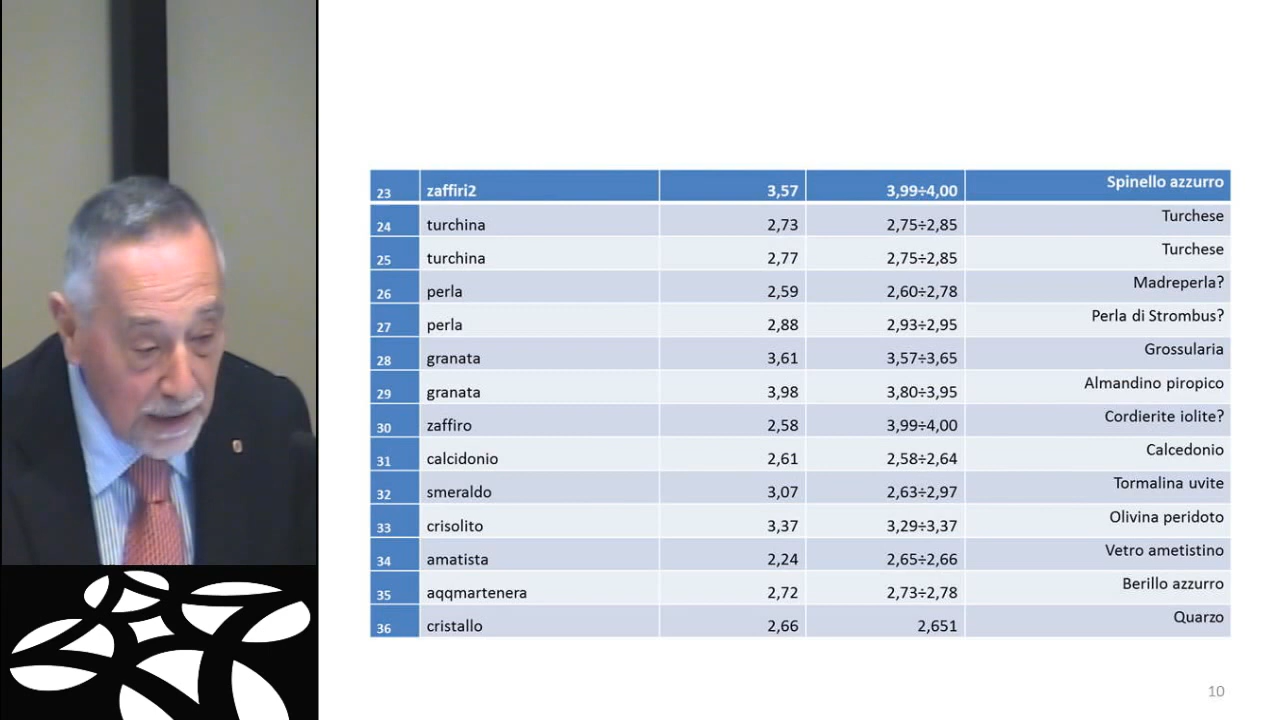 23 zaffiri2 3,57 3,99÷4,00 Spinello azzurro
24 turchina 2,73 2,75÷2,85 Turchese
25 turchina 2,77 2,75÷2,85 Turchese
26 perla 2,59 2,60÷2,78 Madreperla?
27 perla 2,88 2,93÷2,95 Perla di Strombus?
28 granata 3,61 3,57÷3,65 Grossularia
29 granata 3,98 3,80÷3,95 Almandino piropico
30 zaffiro 2,58 3,99÷4,00 Cordierite iolite?
31 calcidonio 2,61 2,58÷2,64 Calcedonio
32 smeraldo 3,07 2,63÷2,97 Tormalina uvite
33 crisolito 3,37 3,29÷3,37 Olivina peridoto
34 amatista 2,24 2,65÷2,66 Vetro ametistino
35 aqqmartenera 2,72 2,73÷2,78 Berillo azzurro
36 cristallo 2,66 2,651 Quarzo
10